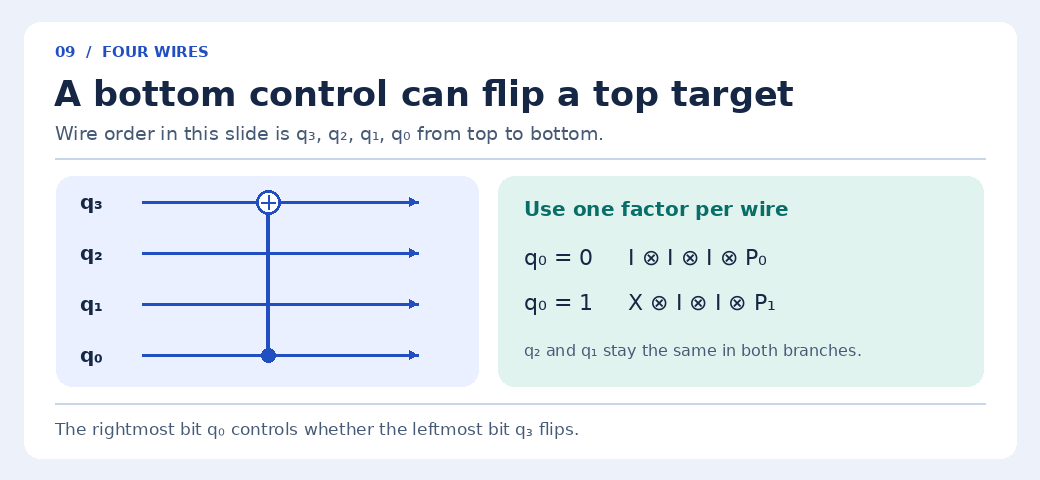 09 / FOUR WIRES
A bottom control can flip a top target
Wire order in this slide is q₃, q₂, q₁, q₀ from top to bottom.
q₃
q₂
q₁
q₀
Use one factor per wire
q₀ = 0 I ⊗ I ⊗ I ⊗ P₀
q₀ = 1 X ⊗ I ⊗ I ⊗ P₁
q₂ and q₁ stay the same in both branches.
The rightmost bit q₀ controls whether the leftmost bit q₃ flips.